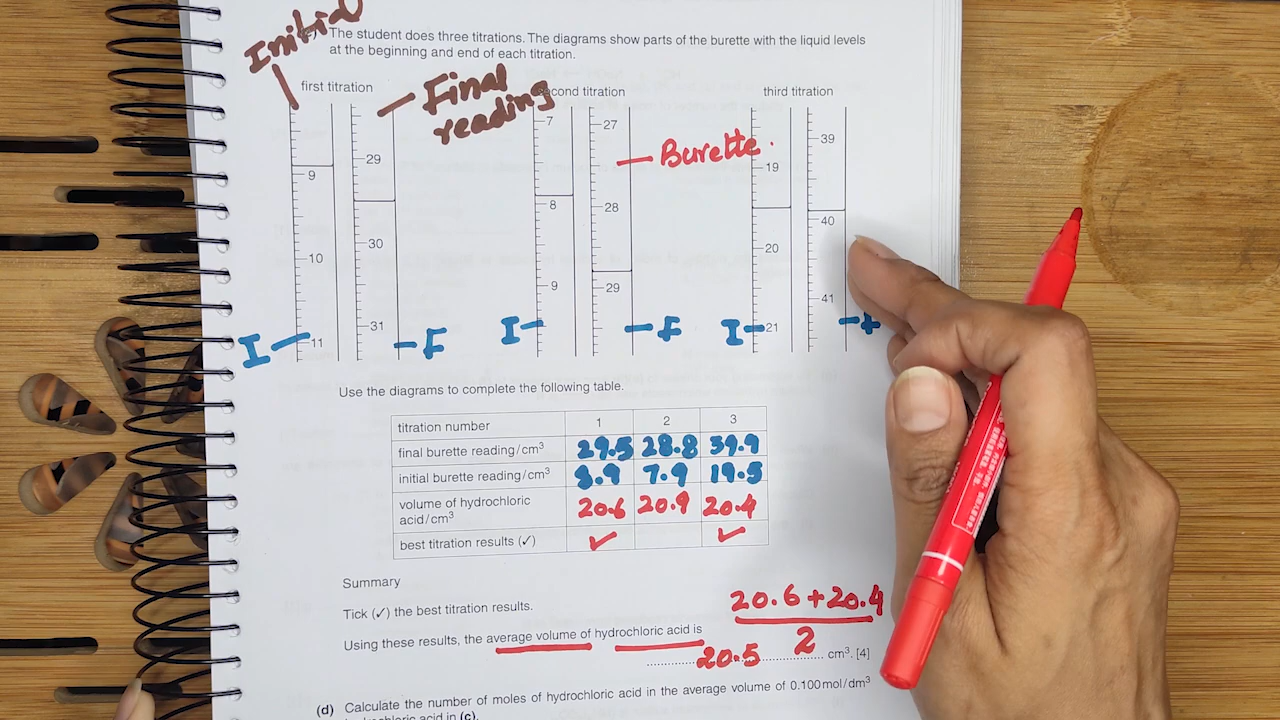 Initial
The student does three titrations. The diagrams show parts of the burette with the liquid levels
at the beginning and end of each titration.
first titration
Final
reading
second titration
third titration
9
10
11
29
30
31
7
8
9
27
28
29
Burette.
19
20
21
39
40
41
I
F
I
F
I
Use the diagrams to complete the following table.
titration number 1 2 3
final burette reading/cm³ 29.5 28.8 39.9
initial burette reading/cm³ 8.9 7.9 19.5
volume of hydrochloric 20.6 20.9 20.4
acid/cm³
best titration results (✓) ✓ ✓
Summary
Tick (✓) the best titration results.
20.6+20.4
2
Using these results, the average volume of hydrochloric acid is
20.5 cm³. [4]
(d) Calculate the number of moles of hydrochloric acid in the average volume of 0.100 mol/dm³
hydrochloric acid in (c).